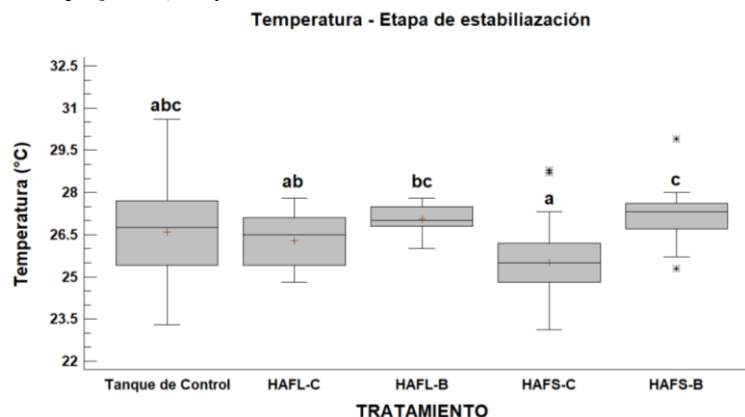 Temperatura - Etapa de estabiliazación
Temperatura (°C)
32.5
31
29.5
28
26.5
25
23.5
22
abc
ab
bc
a
c
Tanque de Control HAFL-C HAFL-B HAFS-C HAFS-B
TRATAMIENTO